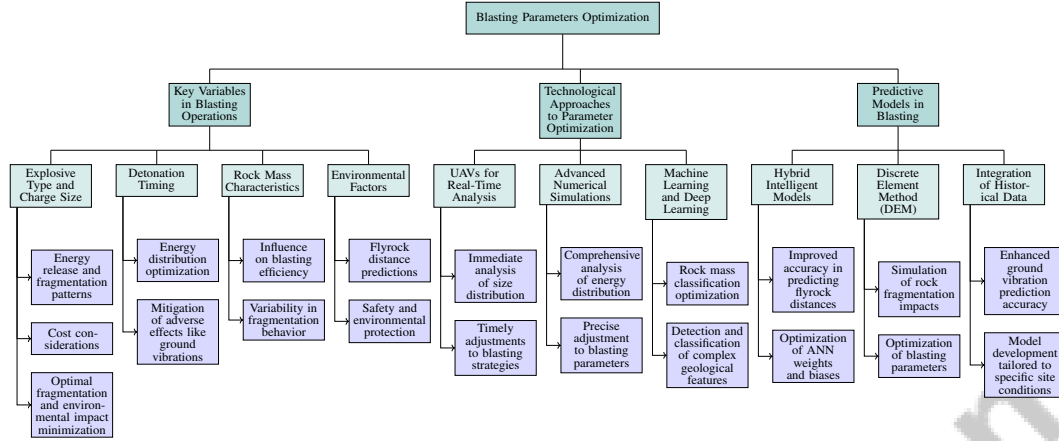 Blasting Parameters Optimization
Key Variables
in Blasting
Operations
Technological
Approaches
to Parameter
Optimization
Predictive
Models in
Blasting
Explosive
Type and
Charge Size
Detonation
Timing
Rock Mass
Characteristics
Environmental
Factors
UAVs for
Real-Time
Analysis
Advanced
Numerical
Simulations
Machine
Learning
and Deep
Learning
Hybrid
Intelligent
Models
Discrete
Element
Method
(DEM)
Integration
of Histor-
ical Data
Energy
release and
fragmentation
patterns
Cost con-
siderations
Optimal
fragmentation
and environ-
mental impact
minimization
Energy
distribution
optimization
Mitigation
of adverse
effects like
ground
vibrations
Influence
on blasting
efficiency
Variability in
fragmentation
behavior
Flyrock
distance
predictions
Safety and
environmental
protection
Immediate
analysis
of size
distribution
Timely
adjustments
to blasting
strategies
Comprehensive
analysis
of energy
distribution
Precise
adjustment
to blasting
parameters
Rock mass
classification
optimization
Detection and
classification
of complex
geological
features
Improved
accuracy in
predicting
flyrock
distances
Optimization
of ANN
weights
and biases
Simulation
of rock
fragmentation
impacts
Optimization
of blasting
parameters
Enhanced
ground
vibration
prediction
accuracy
Model
development
tailored to
specific site
conditions